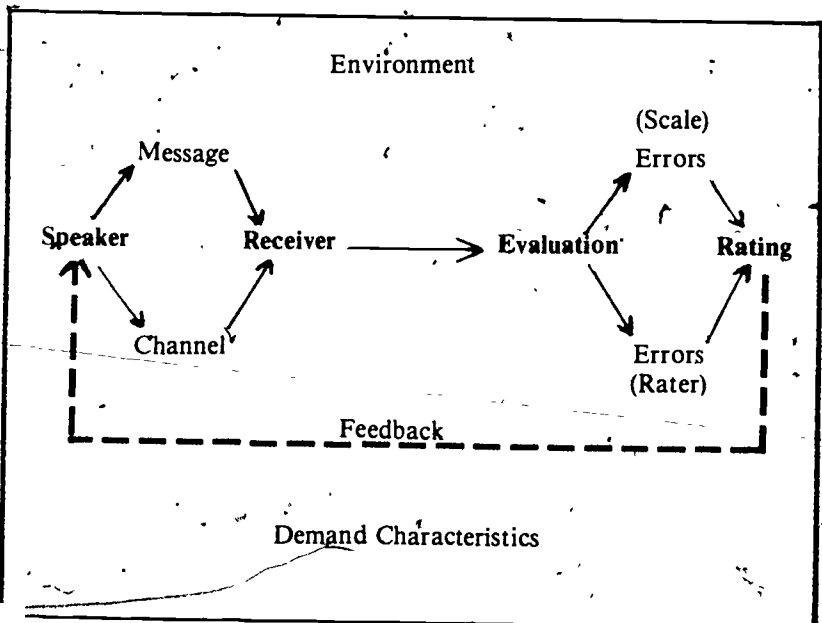 Environment
(Scale)
Errors
Message
Speaker
Receiver
Evaluation
Rating
Channel
Errors
(Rater)
Feedback
Demand Characteristics